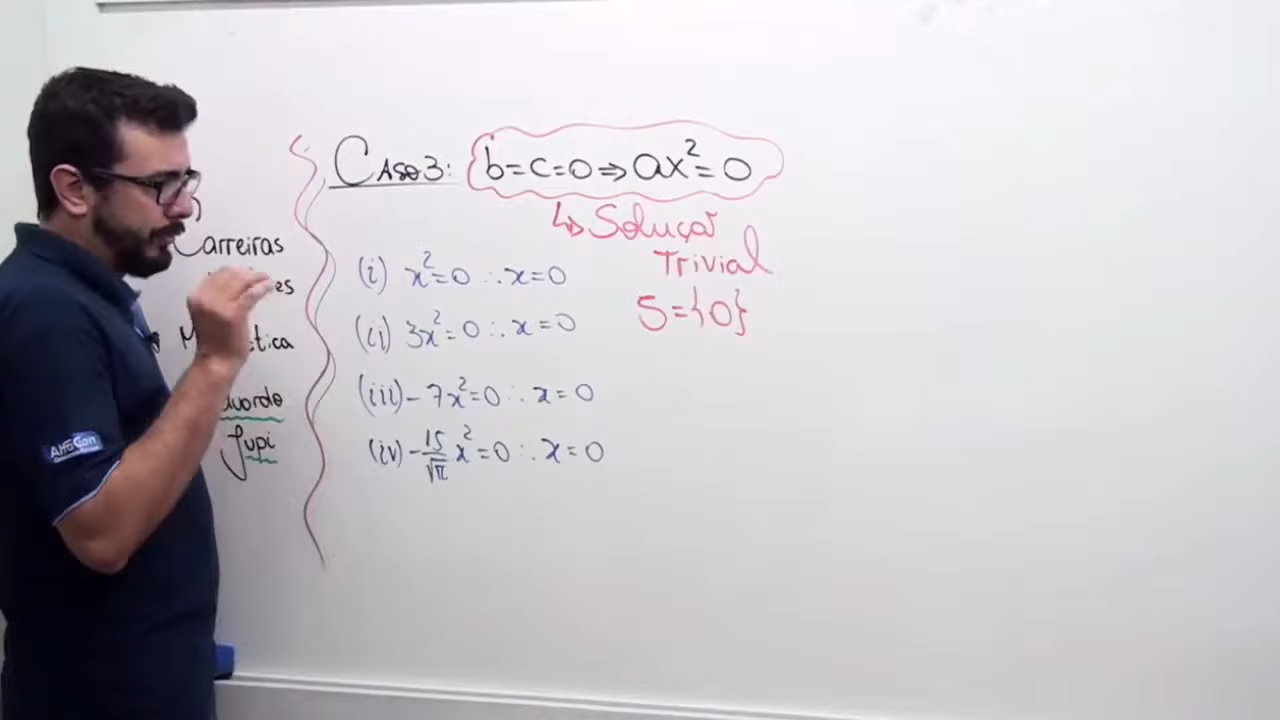 Carreiras
Jupi
AlfaCon
Caso 3: b=c=0⇒ax²=0
↳ Solução
Trivial
S={0}
(i) x²=0 ∴ x=0
(ii) 3x²=0 ∴ x=0
(iii) -7x²=0 ∴ x=0
(iv) -15/√π x²=0 ∴ x=0